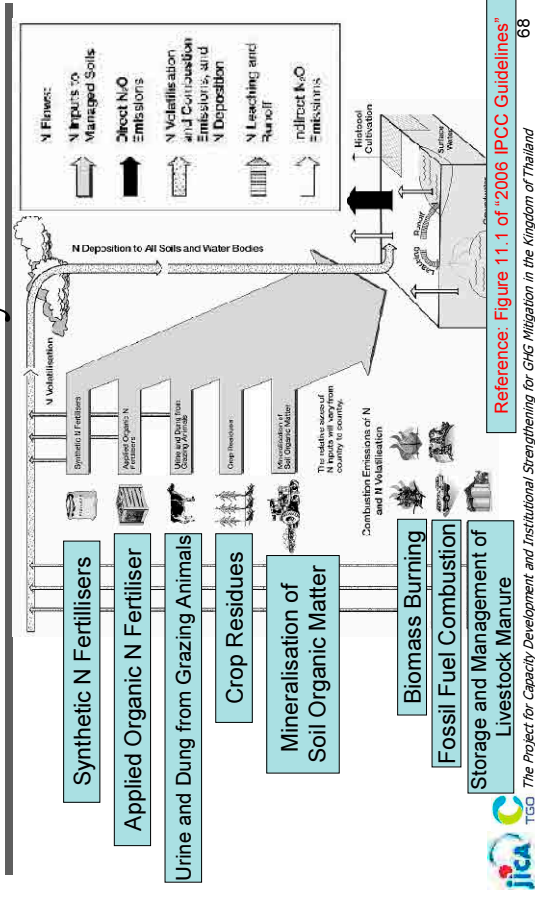 N Flows:
N Inputs to
Managed Soils
Direct N₂O
Emissions
N Volatilisation
and Combustion
Emissions, and
N Deposition
N Leaching and
Runoff
Indirect N₂O
Emissions
N Volatilisation
N Deposition to All Soils and Water Bodies
Synthetic N Fertillisers
Applied Organic N Fertiliser
Urine and Dung from Grazing Animals
Crop Residues
Mineralisation of
Soil Organic Matter
Biomass Burning
Fossil Fuel Combustion
Storage and Management of
Livestock Manure
Synthetic N Fertilisers
Applied Organic N
Fertilisers
Urine and Dung from
Grazing Animals
Crop Residues
Mineralisation of
Soil Organic Matter
The relative sizes of
N inputs will vary from
country to country.
Combustion Emissions of N
and N Volatilisation
Histosol
Cultivation
Leaching
Runoff
Surface
Water
Reference: Figure 11.1 of “2006 IPCC Guidelines”
jica
TGO
The Project for Capacity Development and Institutional Strengthening for GHG Mitigation in the Kingdom of Thailand
68